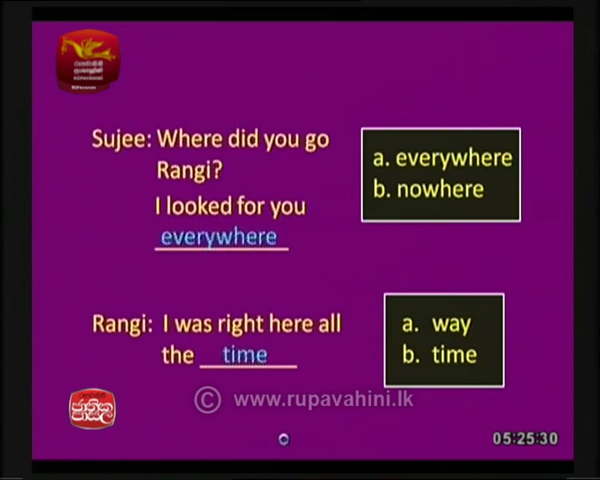 Sujee: Where did you go
Rangi?
I looked for you
everywhere
a. everywhere
b. nowhere
Rangi: I was right here all
the time
a. way
b. time
© www.rupavahini.lk
05:25:30